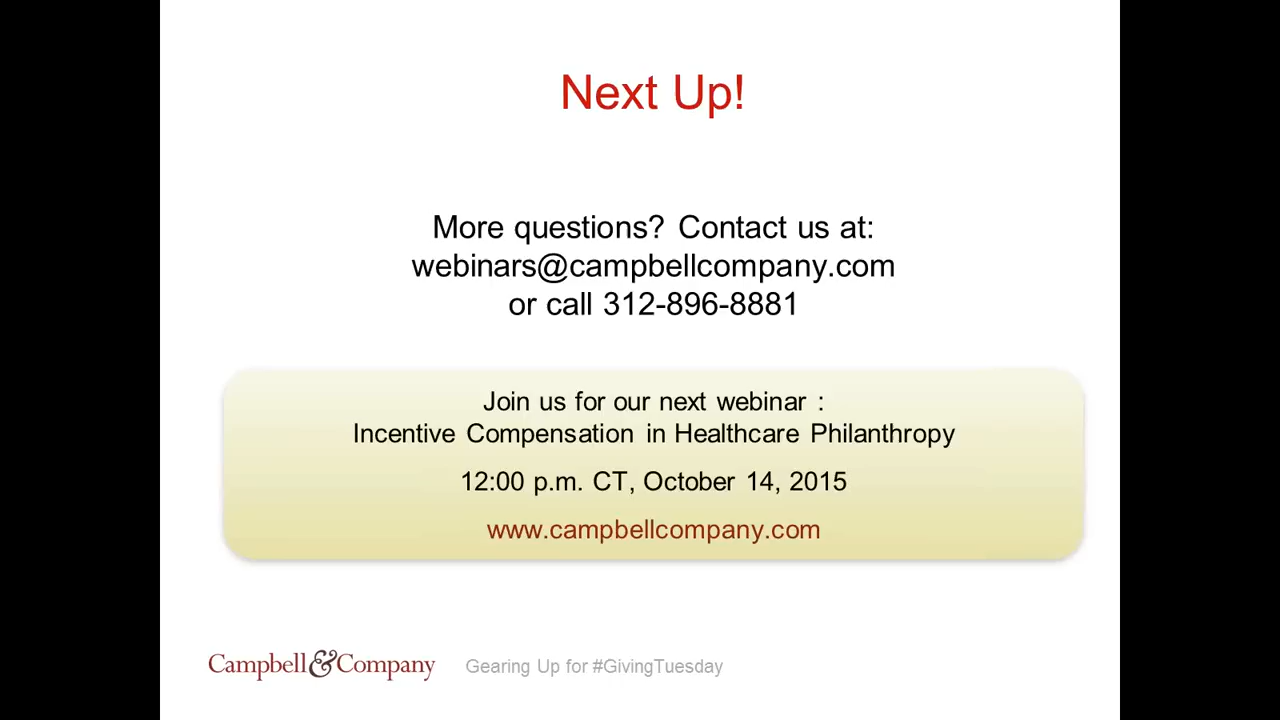 Next Up!
More questions? Contact us at:
webinars@campbellcompany.com
or call 312-896-8881
Join us for our next webinar :
Incentive Compensation in Healthcare Philanthropy
12:00 p.m. CT, October 14, 2015
www.campbellcompany.com
Campbell&Company Gearing Up for #GivingTuesday